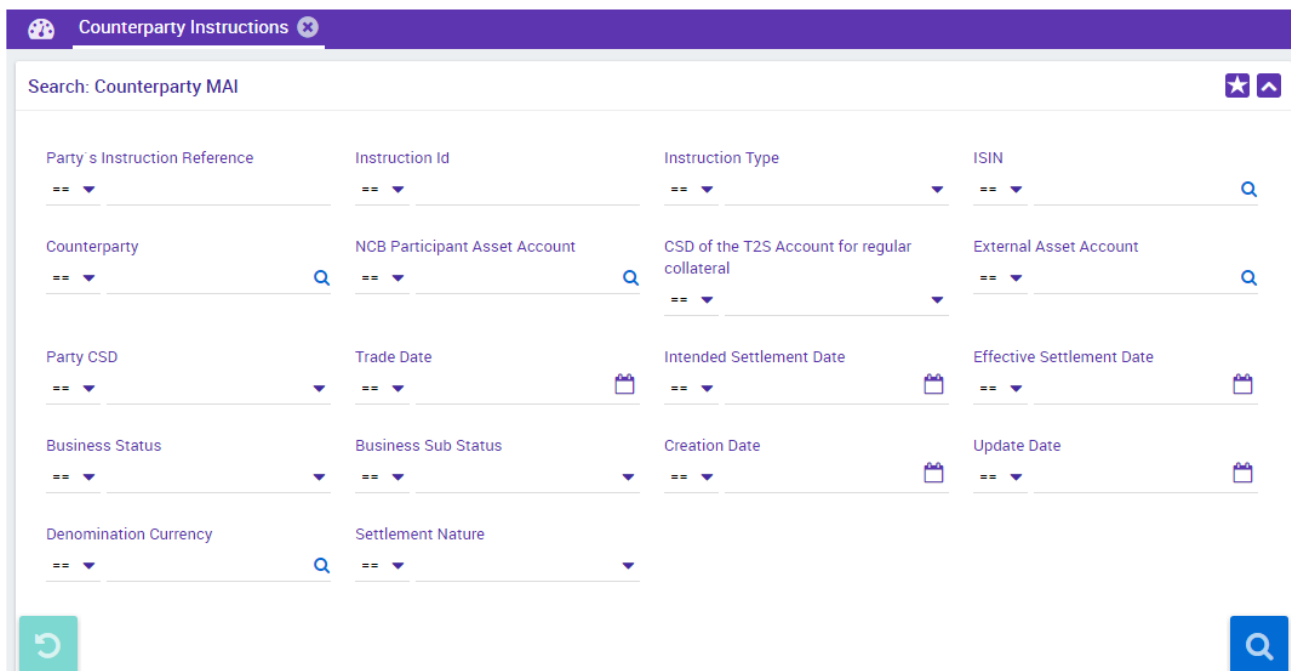 Counterparty Instructions
Search: Counterparty MAI
Party`s Instruction Reference
==
Instruction Id
==
Instruction Type
==
ISIN
==
Counterparty
==
NCB Participant Asset Account
==
CSD of the T2S Account for regular
collateral
==
External Asset Account
==
Party CSD
==
Trade Date
==
Intended Settlement Date
==
Effective Settlement Date
==
Business Status
==
Business Sub Status
==
Creation Date
==
Update Date
==
Denomination Currency
==
Settlement Nature
==